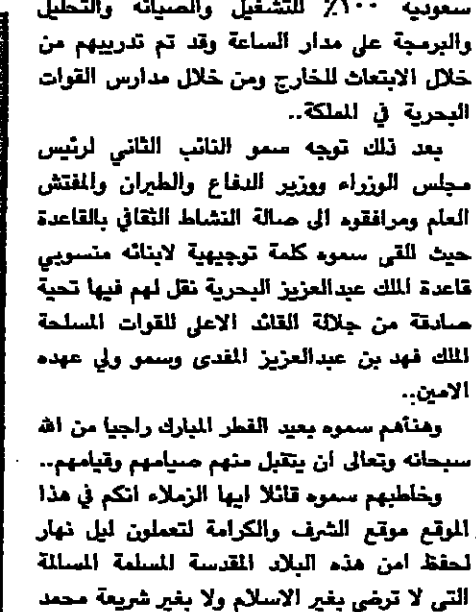 سعودية ١٠٠٪ للتشغيل والصيانة والتحليل
والبرمجة على مدار الساعة وقد تم تدريبهم من
خلال الابتعاث للخارج ومن خلال مدارس القوات
البحرية في المملكة..
بعد ذلك توجه سمو النائب الثاني لرئيس
مجلس الوزراء ووزير الدفاع والطيران والمفتش
العام ومرافقوه الى صالة النشاط الثقافي بالقاعدة
حيث القى سموه كلمة توجيهية لابنائه منسوبي
قاعدة الملك عبدالعزيز البحرية نقل لهم فيها تحية
صادقة من جلالة القائد الاعلى للقوات المسلحة
الملك فهد بن عبدالعزيز المفدى وسمو ولي عهده
الامين..
وهنأهم سموه بعيد الفطر المبارك راجيا من الله
سبحانه وتعالى ان يتقبل منهم صيامهم وقيامهم..
وخاطبهم سموه قائلا ايها الزملاء انكم في هذا
الموقع موقع الشرف والكرامة لتعملون ليل نهار
لحفظ امن هذه البلاد المقدسة المسلمة المسالمة
التي لا ترضى بغير الاسلام ولا بغير شريعة محمد